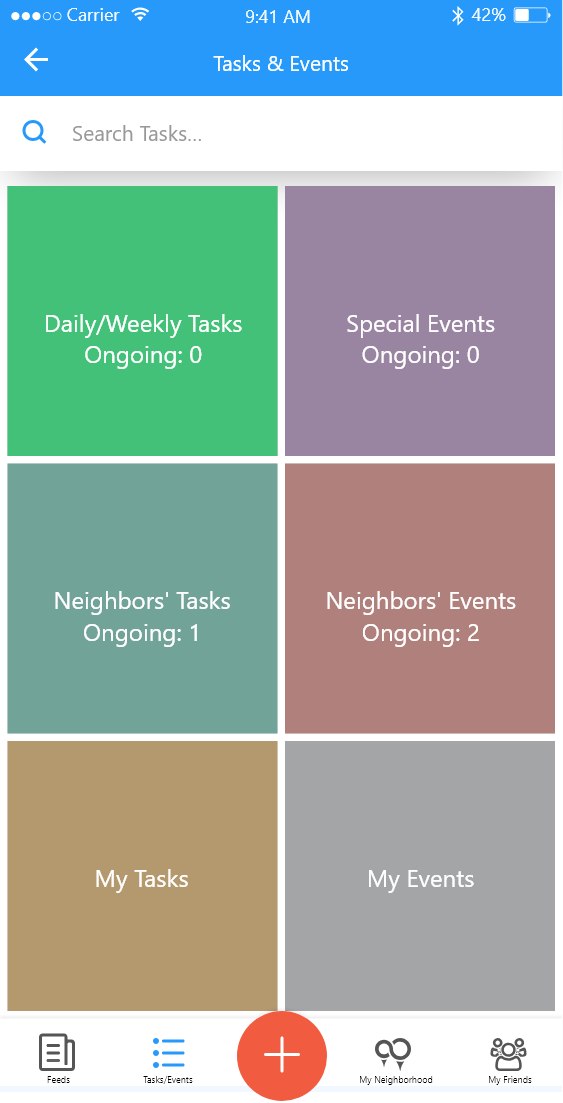 Carrier 9:41 AM 42%
Tasks & Events
Search Tasks...
Daily/Weekly Tasks
Ongoing: 0
Special Events
Ongoing: 0
Neighbors' Tasks
Ongoing: 1
Neighbors' Events
Ongoing: 2
My Tasks
My Events
Feeds
Tasks/Events
My Neighborhood
My Friends